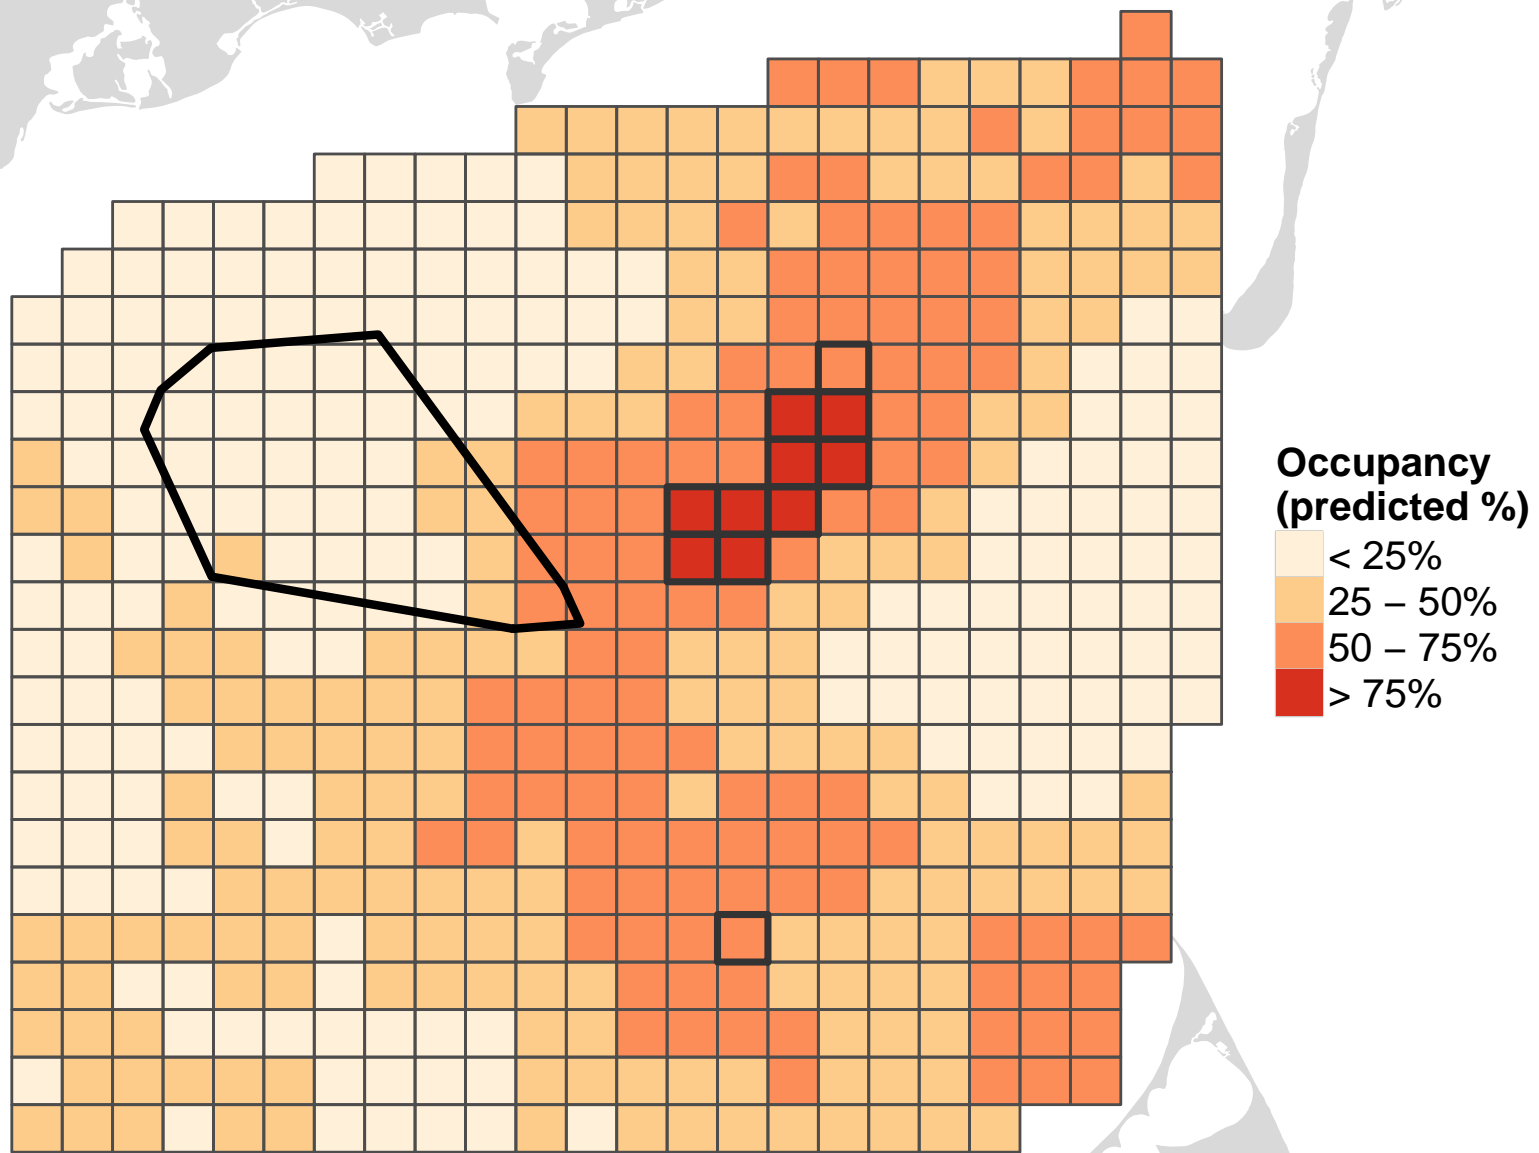 Occupancy
(predicted %)
< 25%
25 – 50%
50 – 75%
> 75%